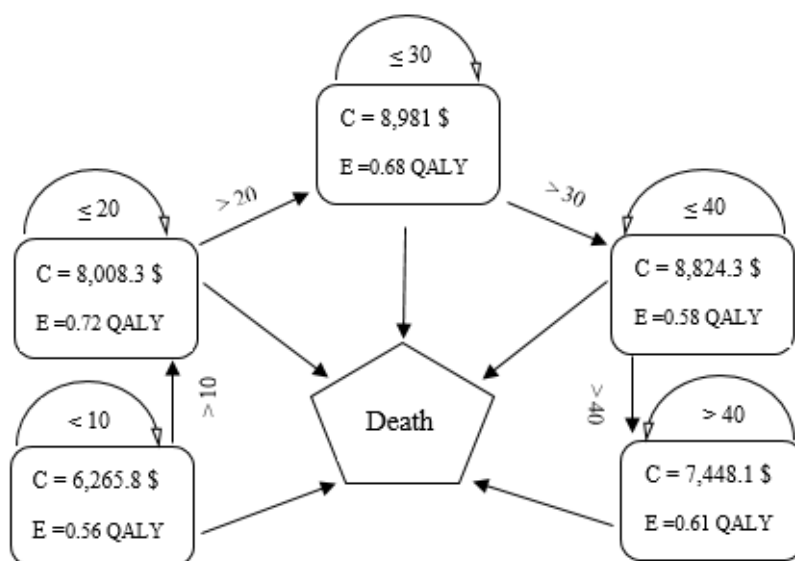 ≤ 30
C = 8,981 $
E =0.68 QALY
> 20
> 30
≤ 20
C = 8,008.3 $
E =0.72 QALY
≤ 40
C = 8,824.3 $
E =0.58 QALY
> 10
Death
> 40
< 10
C = 6,265.8 $
E =0.56 QALY
> 40
C = 7,448.1 $
E =0.61 QALY